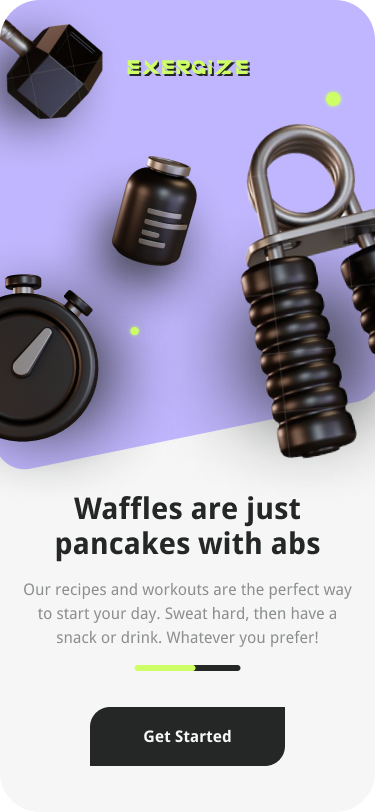 EXERGIZE
Waffles are just
pancakes with abs
Our recipes and workouts are the perfect way
to start your day. Sweat hard, then have a
snack or drink. Whatever you prefer!
Get Started